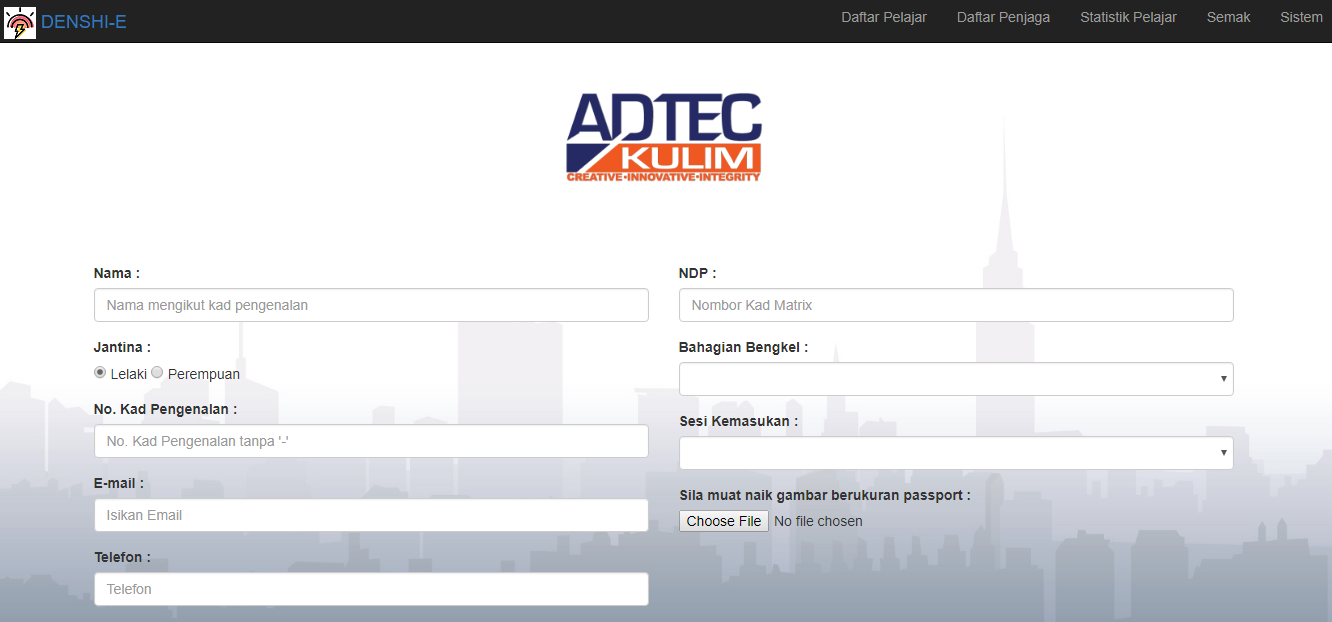 DENSHI-E
Daftar Pelajar
Daftar Penjaga
Statistik Pelajar
Semak
Sistem
ADTEC
KULIM
CREATIVE•INNOVATIVE•INTEGRITY
Nama :
Nama mengikut kad pengenalan
Jantina :
Lelaki Perempuan
No. Kad Pengenalan :
No. Kad Pengenalan tanpa '-'
E-mail :
Isikan Email
Telefon :
Telefon
NDP :
Nombor Kad Matrix
Bahagian Bengkel :
Sesi Kemasukan :
Sila muat naik gambar berukuran passport :
Choose File No file chosen